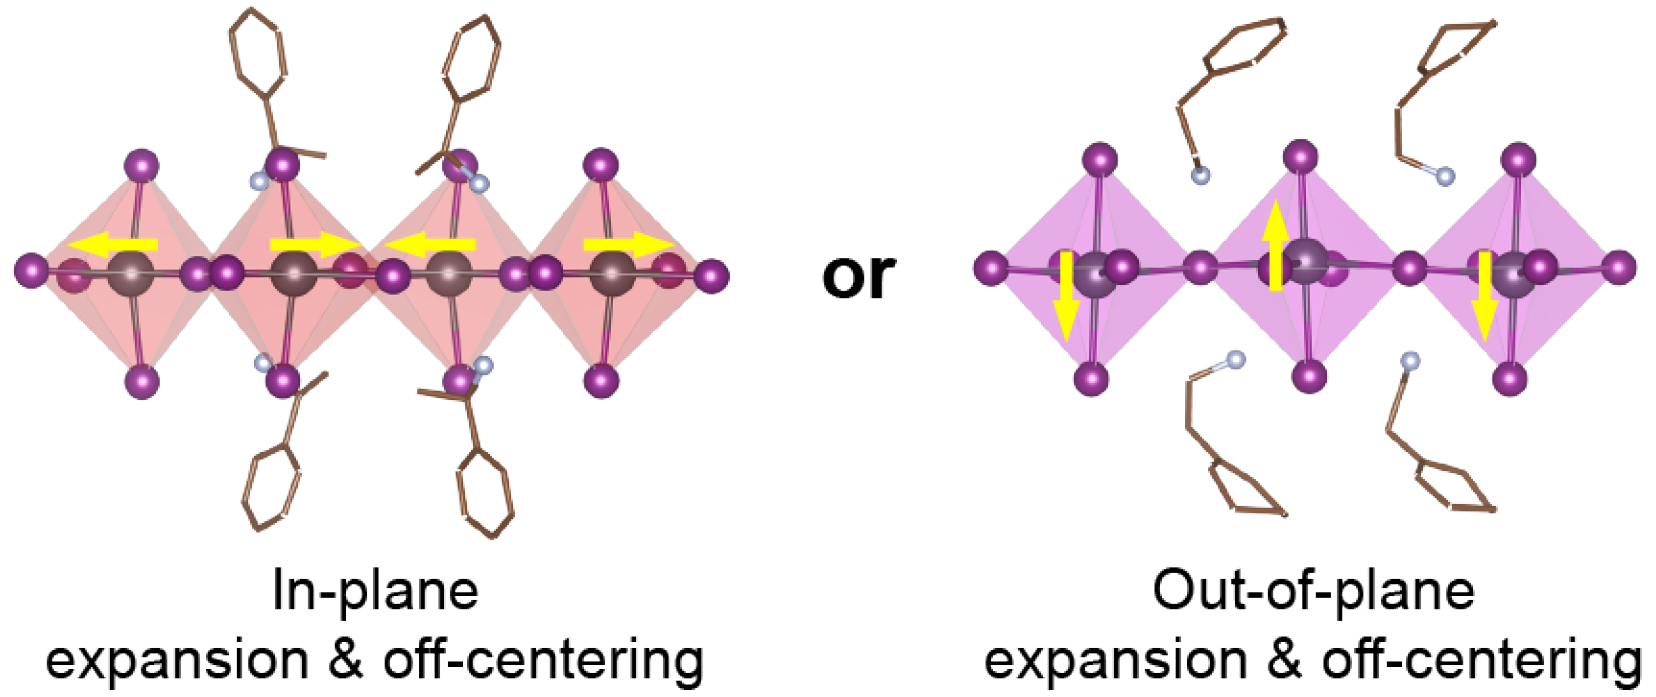 or
In-plane
expansion & off-centering
Out-of-plane
expansion & off-centering